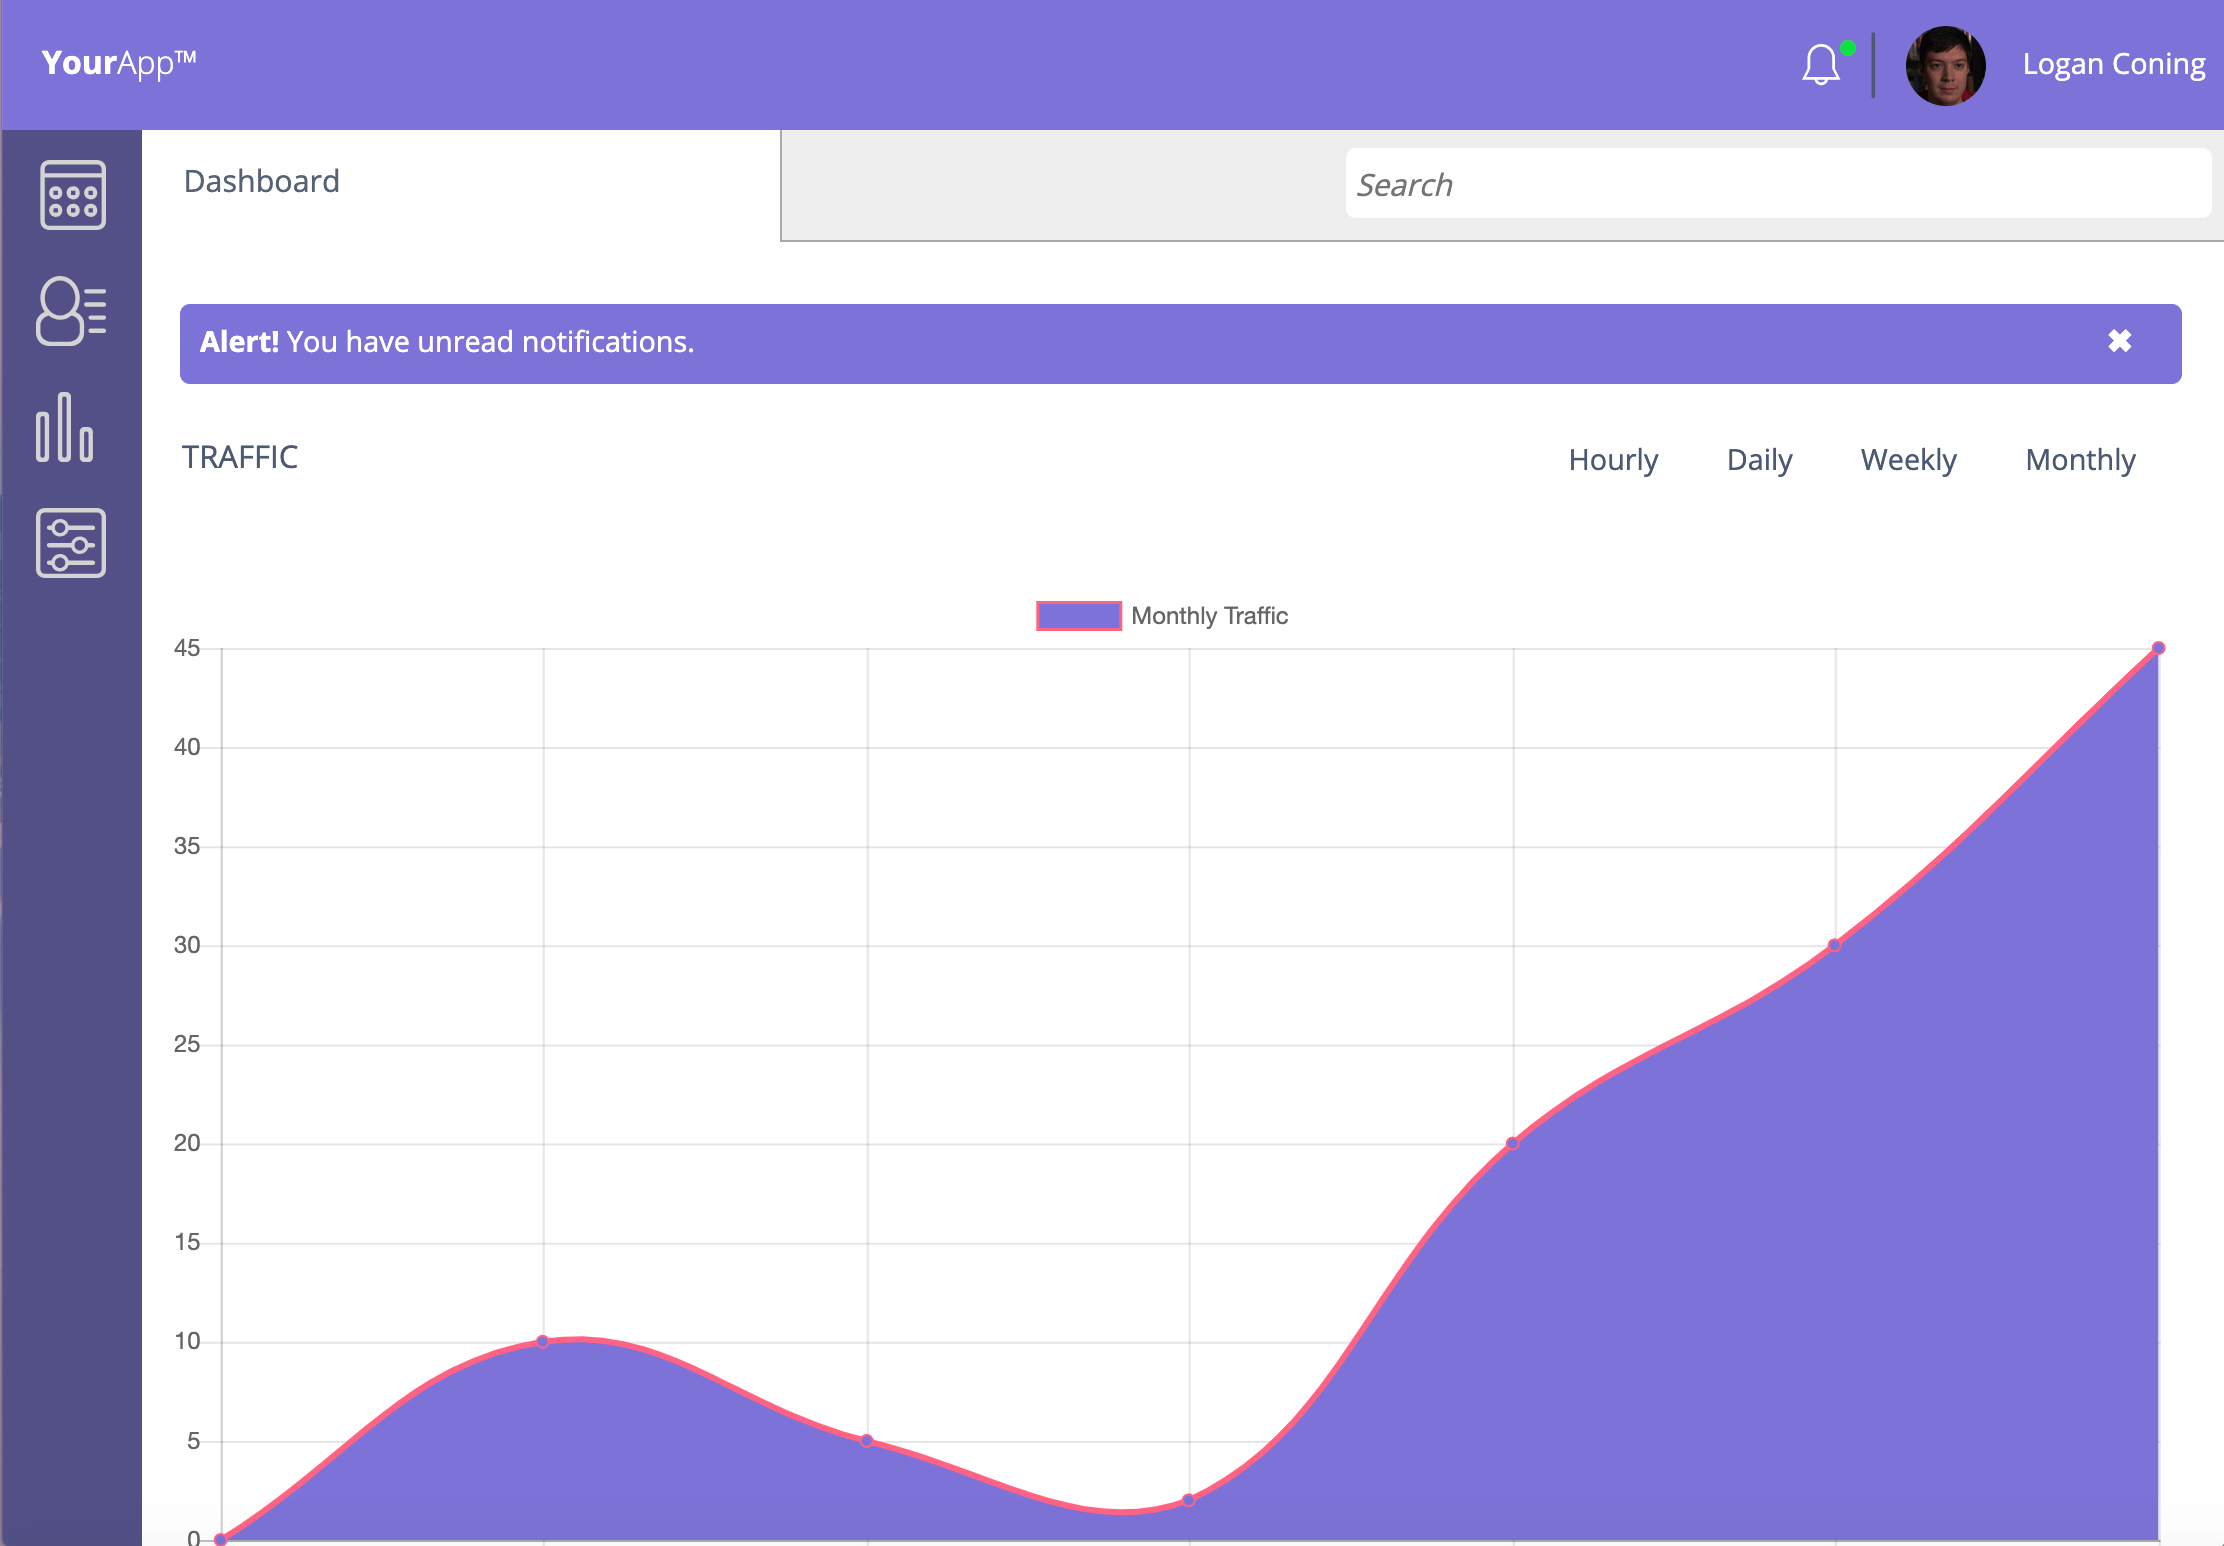 YourApp™
Logan Coning
Dashboard
Search
Alert! You have unread notifications.
TRAFFIC
Hourly Daily Weekly Monthly
Monthly Traffic
45
40
35
30
25
20
15
10
5
0